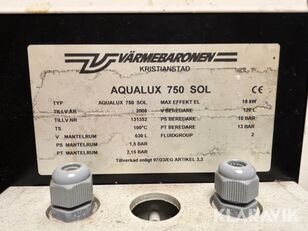 VÄRMEBARONEN
KRISTIANSTAD
AQUALUX 750 SOL
CE
TYP AQUALUX 750 SOL MAX EFFEKT EL 18 kW
TILLV.ÅR 2008 V BEREDARE 120 L
TILLV.NR 131352 PS BEREDARE 10 BAR
TS 100°C PT BEREDARE 13 BAR
V MANTELRUM 630 L FLUIDGRUPP 2
PS MANTELRUM 1,5 BAR
PT MANTELRUM 2,15 BAR
Tillverkad enligt 97/23/EG ARTIKEL 3.3
KLARAVIK